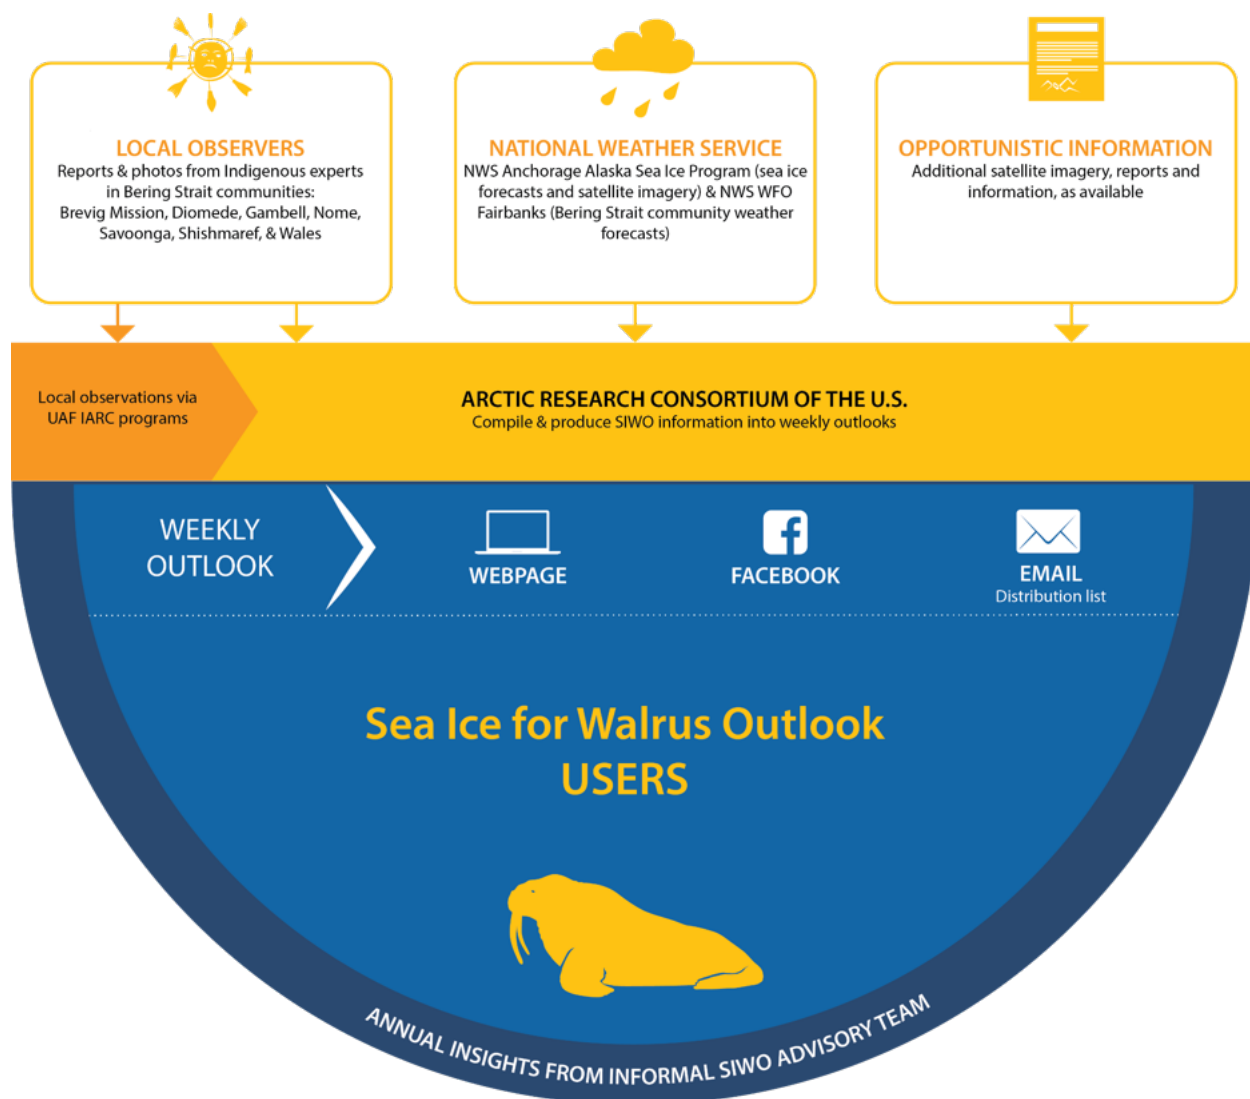 LOCAL OBSERVERS
Reports & photos from Indigenous experts
in Bering Strait communities:
Brevig Mission, Diomede, Gambell, Nome,
Savoonga, Shishmaref, & Wales
NATIONAL WEATHER SERVICE
NWS Anchorage Alaska Sea Ice Program (sea ice
forecasts and satellite imagery) & NWS WFO
Fairbanks (Bering Strait community weather
forecasts)
OPPORTUNISTIC INFORMATION
Additional satellite imagery, reports and
information, as available
Local observations via
UAF IARC programs
ARCTIC RESEARCH CONSORTIUM OF THE U.S.
Compile & produce SIWO information into weekly outlooks
WEEKLY
OUTLOOK
WEBPAGE
FACEBOOK
EMAIL
Distribution list
Sea Ice for Walrus Outlook
USERS
ANNUAL INSIGHTS FROM INFORMAL SIWO ADVISORY TEAM